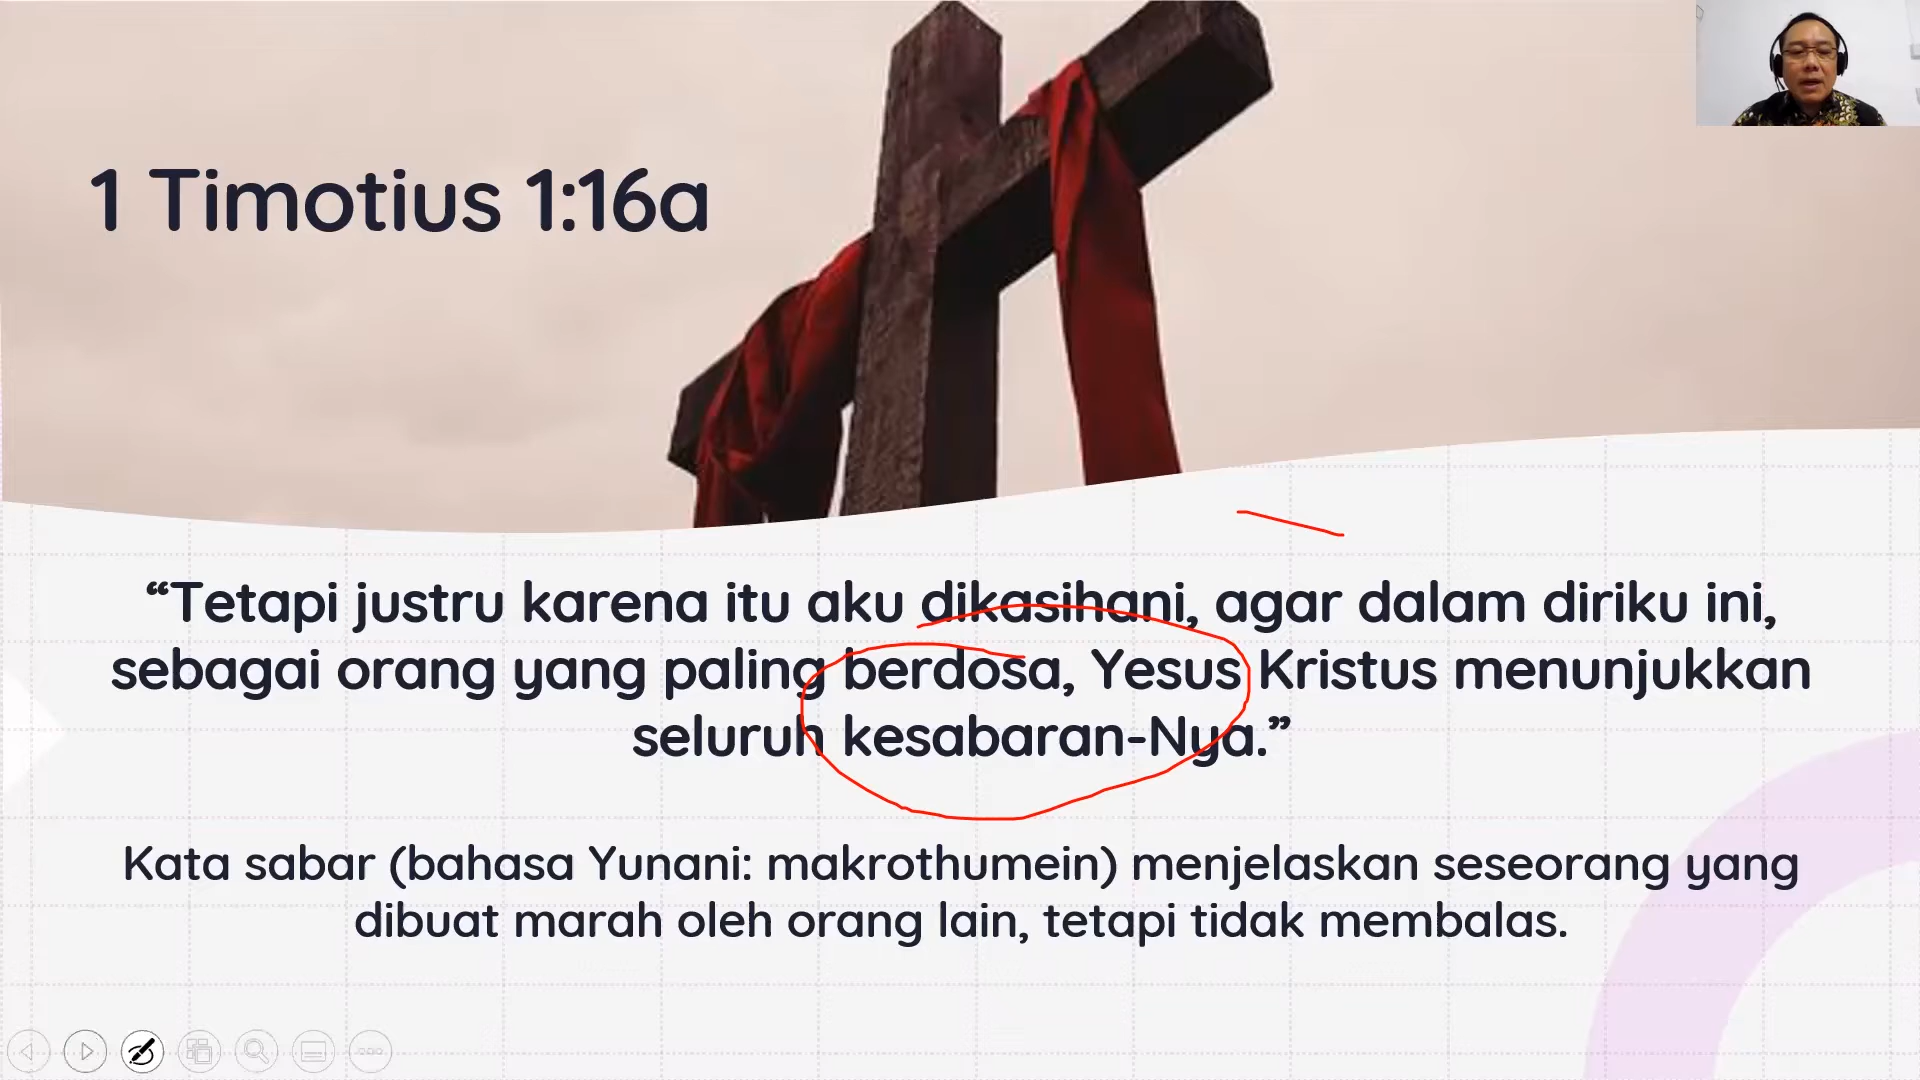 1 Timotius 1:16a
“Tetapi justru karena itu aku dikasihani, agar dalam diriku ini,
sebagai orang yang paling berdosa, Yesus Kristus menunjukkan
seluruh kesabaran-Nya.”
Kata sabar (bahasa Yunani: makrothumein) menjelaskan seseorang yang
dibuat marah oleh orang lain, tetapi tidak membalas.